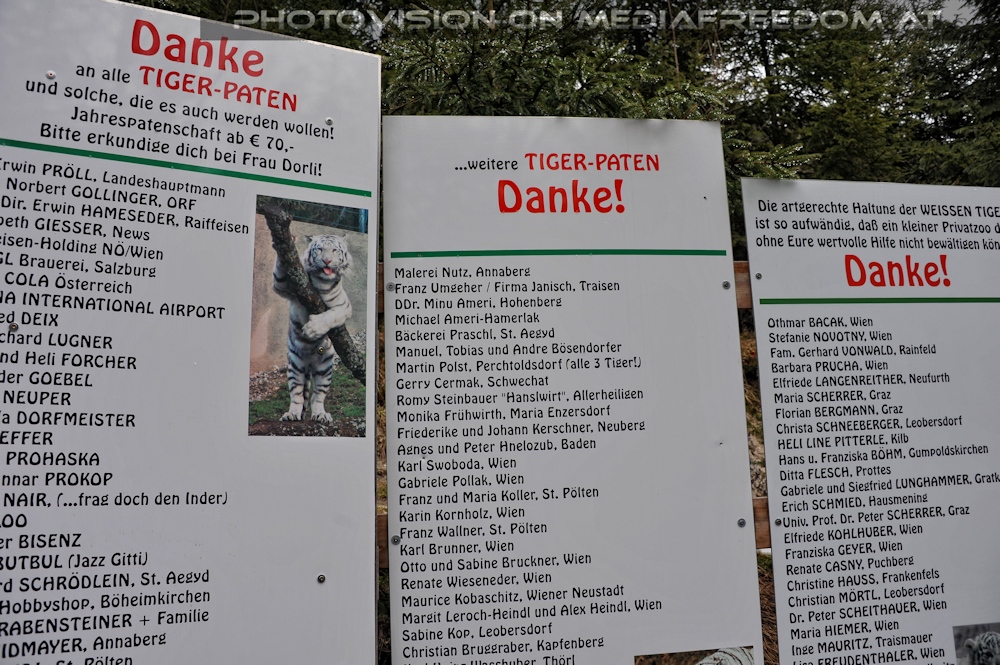 PHOTOVISION ON MEDIAFREEDOM AT
Danke
an alle TIGER-PATEN
und solche, die es auch werden wollen!
Jahrespatenschaft ab € 70,-
Bitte erkundige dich bei Frau Dorli!
Erwin PRÖLL, Landeshauptmann
Norbert GOLLINGER, ORF
Dir. Erwin HAMESEDER, Raiffeisen
GIESSER, News
NÖ/Wien
Brauerei, Salzburg
COLA Österreich
INTERNATIONAL AIRPORT
DEIX
LUGNER
Heli FORCHER
GOEBEL
NEUPER
DORFMEISTER
PROHASKA
PROKOP
NAIR, (...frag doch den Inder)
BISENZ
(Jazz Gitti)
SCHRÖDLEIN, St. Aegyd
Hobbyshop, Böheimkirchen
+ Familie
Annaberg
St. Pölten
...weitere TIGER-PATEN
Danke!
Malerei Nutz, Annaberg
Franz Umgeher / Firma Janisch, Traisen
DDr. Minu Ameri, Hohenberg
Michael Ameri-Hamerlak
Bäckerei Praschl, St. Aegyd
Manuel, Tobias und Andre Bösendorfer
Martin Polst, Perchtoldsdorf (alle 3 Tiger!)
Gerry Cermak, Schwechat
Romy Steinbauer "Hanslwirt", Allerheiligen
Monika Frühwirth, Maria Enzersdorf
Friederike und Johann Kerschner, Neuberg
Agnes und Peter Hnelozub, Baden
Karl Swoboda, Wien
Gabriele Pollak, Wien
Franz und Maria Koller, St. Pölten
Karin Kornholz, Wien
Franz Wallner, St. Pölten
Karl Brunner, Wien
Otto und Sabine Bruckner, Wien
Renate Wieseneder, Wien
Maurice Kobaschitz, Wiener Neustadt
Margit Leroch-Heindl und Alex Heindl, Wien
Sabine Kop, Leobersdorf
Christian Bruggraber, Kapfenberg
Thörl
Die artgerechte Haltung der WEISSEN
ist so aufwändig, daß ein kleiner Privatzoo
ohne Eure wertvolle Hilfe nicht bewältigen
Danke!
Othmar BACAK, Wien
Stefanie NOVOTNY, Wien
Fam. Gerhard VONWALD, Rainfeld
Barbara PRUCHA, Wien
Elfriede LANGENREITHER, Neufurth
Maria SCHERRER, Graz
Florian BERGMANN, Graz
Christa SCHNEEBERGER, Leobersdorf
HELI LINE PITTERLE, Kilb
Hans u. Franziska BÖHM, Gumpoldskirchen
Ditta FLESCH, Prottes
Gabriele und Siegfried LUNGHAMMER,
Erich SCHMIED, Hausmening
Univ. Prof. Dr. Peter SCHERRER, Graz
Elfriede KOHLHUBER, Wien
Franziska GEYER, Wien
Renate CASNY, Puchberg
Christine HAUSS, Frankenfels
Christian MÖRTL, Leobersdorf
Dr. Peter SCHEITHAUER, Wien
Maria HIEMER, Wien
Inge MAURITZ, Traismauer
FREUDENTHALER, Wien